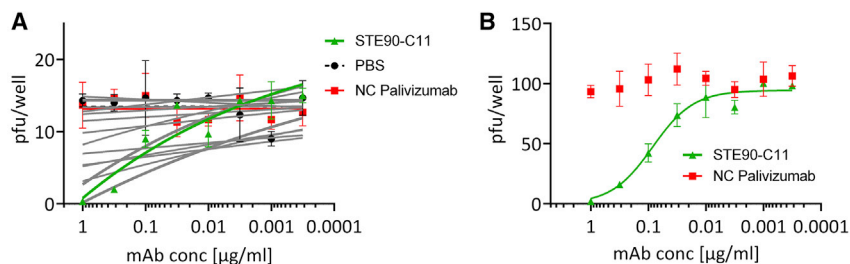 A
pfu/well
20
10
0
1 0.1 0.01 0.001 0.0001
mAb conc [µg/ml]
STE90-C11
PBS
NC Palivizumab
B
pfu/well
150
100
50
0
1 0.1 0.01 0.001 0.0001
mAb conc [µg/ml]
STE90-C11
NC Palivizumab